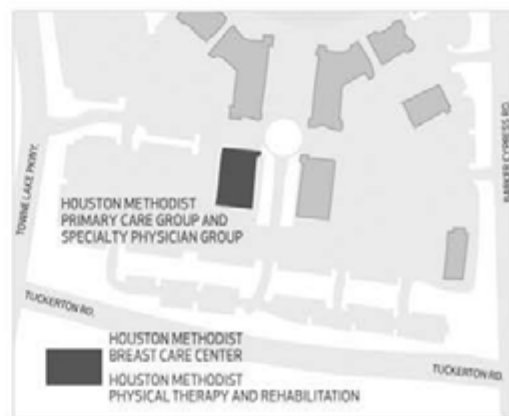 TOWNE LAKE PKWY.
BARKER CYPRESS RD.
HOUSTON METHODIST
PRIMARY CARE GROUP AND
SPECIALTY PHYSICIAN GROUP
TUCKERTON RD.
HOUSTON METHODIST
BREAST CARE CENTER
HOUSTON METHODIST
PHYSICAL THERAPY AND REHABILITATION
TUCKERTON RD.